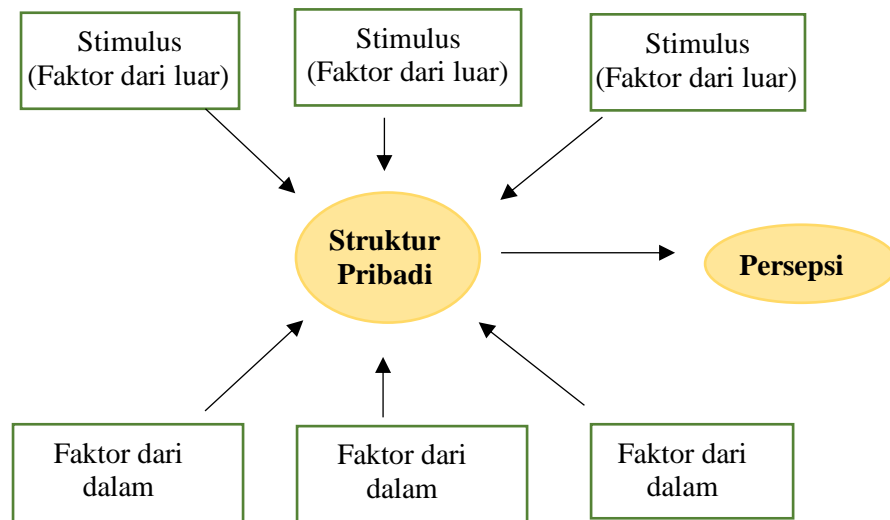 Stimulus
(Faktor dari luar)
Stimulus
(Faktor dari luar)
Stimulus
(Faktor dari luar)
Struktur
Pribadi
Persepsi
Faktor dari
dalam
Faktor dari
dalam
Faktor dari
dalam